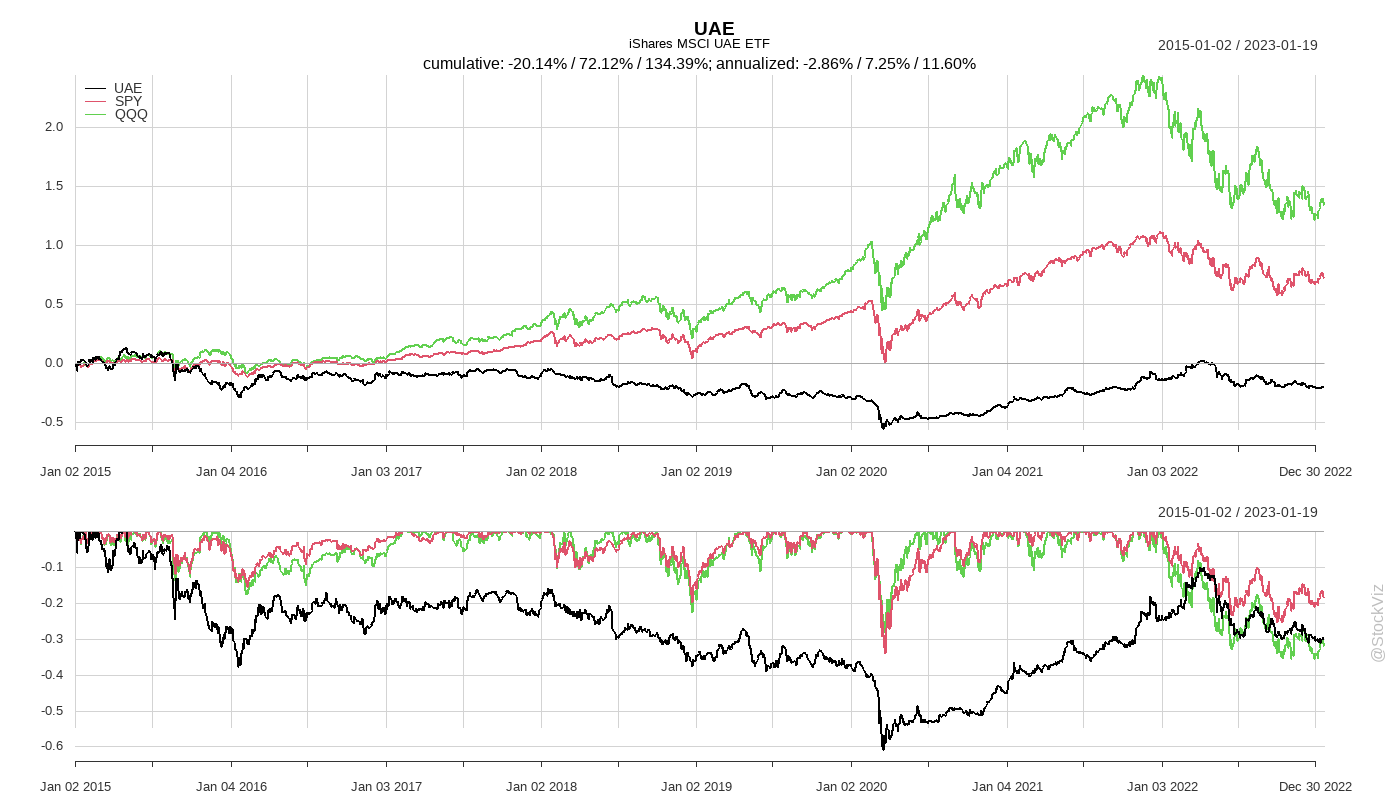 UAE
iShares MSCI UAE ETF
2015-01-02 / 2023-01-19
cumulative: -20.14% / 72.12% / 134.39%; annualized: -2.86% / 7.25% / 11.60%
UAE
SPY
QQQ
2.0
1.5
1.0
0.5
0.0
-0.5
Jan 02 2015 Jan 04 2016 Jan 03 2017 Jan 02 2018 Jan 02 2019 Jan 02 2020 Jan 04 2021 Jan 03 2022 Dec 30 2022
2015-01-02 / 2023-01-19
-0.1
-0.2
-0.3
-0.4
-0.5
-0.6
Jan 02 2015 Jan 04 2016 Jan 03 2017 Jan 02 2018 Jan 02 2019 Jan 02 2020 Jan 04 2021 Jan 03 2022 Dec 30 2022
@StockViz